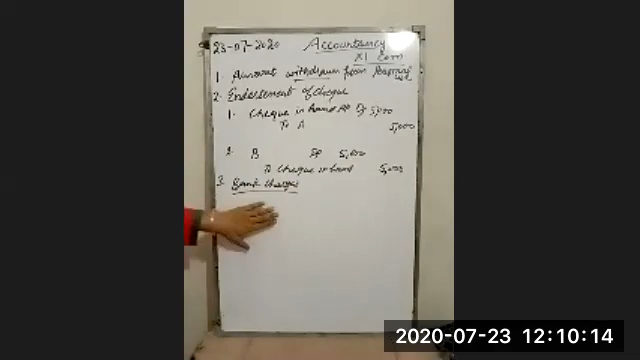 23-07-2020 Accountancy
XI Com
1. Amount withdrawn from Personal use
2. Endorsement of Cheque
1. Cheque in hand A/c Dr 5,000
To A 5,000
2. B Dr 5,000
To Cheque in hand 5,000
3. Bank Charges
2020-07-23 12:10:14